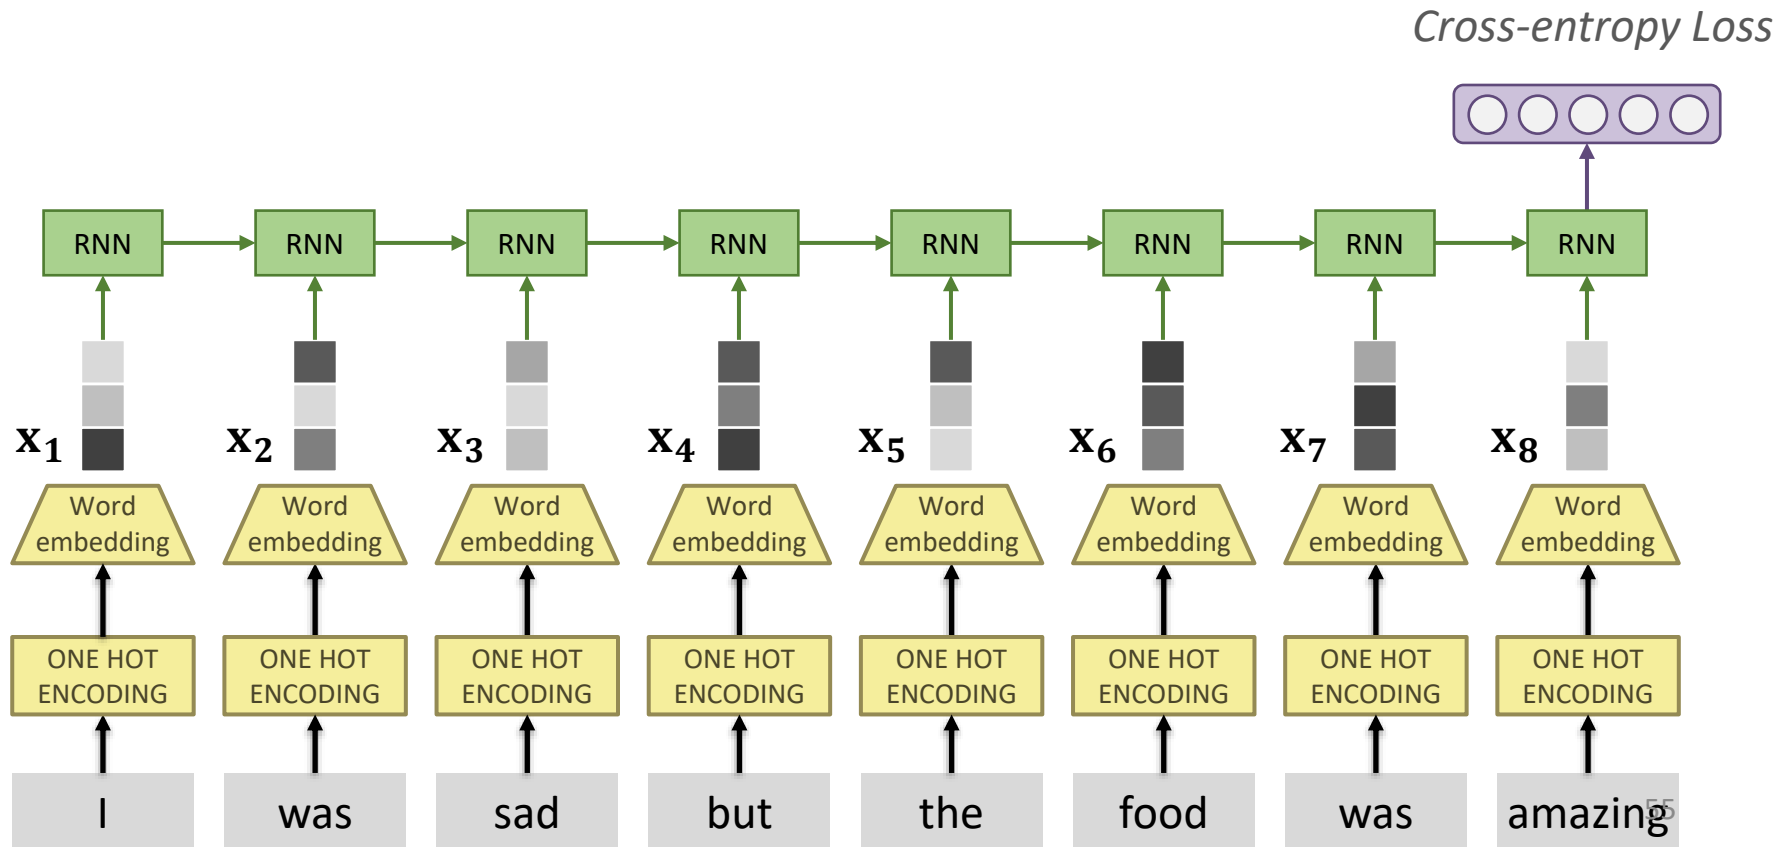 Cross-entropy Loss
RNN RNN RNN RNN RNN RNN RNN RNN
x1 x2 x3 x4 x5 x6 x7 x8
Word Word Word Word Word Word Word Word
embedding embedding embedding embedding embedding embedding embedding embedding
ONE HOT ONE HOT ONE HOT ONE HOT ONE HOT ONE HOT ONE HOT ONE HOT
ENCODING ENCODING ENCODING ENCODING ENCODING ENCODING ENCODING ENCODING
I was sad but the food was amazing
55